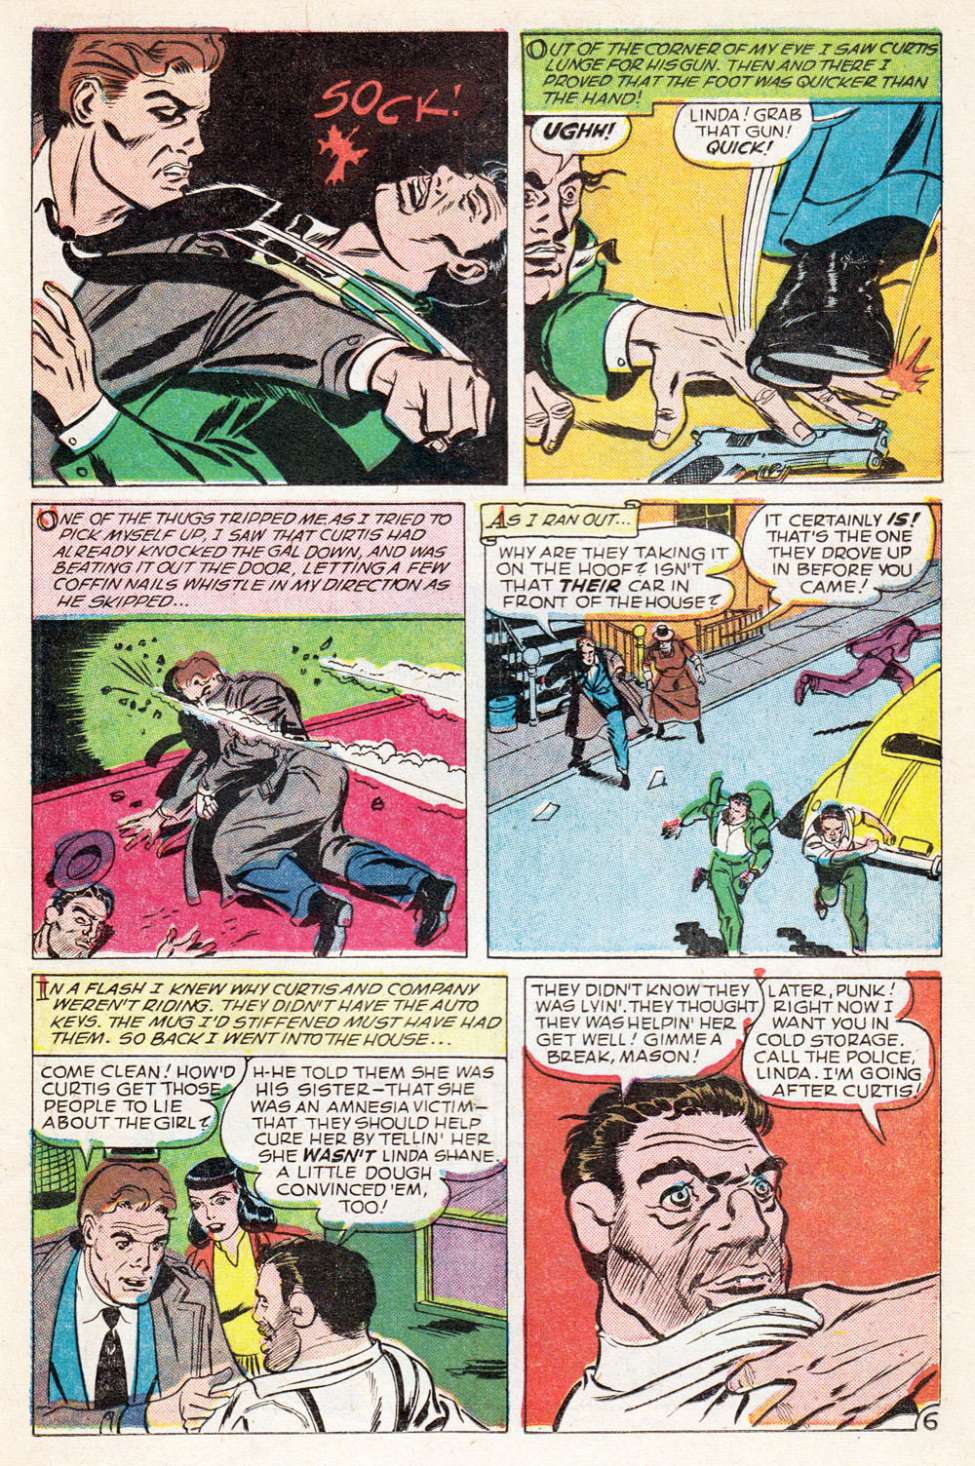 SOCK!
OUT OF THE CORNER OF MY EYE I SAW CURTIS
LUNGE FOR HIS GUN. THEN AND THERE I
PROVED THAT THE FOOT WAS QUICKER THAN
THE HAND!
UGHH!
LINDA! GRAB
THAT GUN!
QUICK!
ONE OF THE THUGS TRIPPED ME AS I TRIED TO
PICK MYSELF UP. I SAW THAT CURTIS HAD
ALREADY KNOCKED THE GAL DOWN, AND WAS
BEATING IT OUT THE DOOR, LETTING A FEW
COFFIN NAILS WHISTLE IN MY DIRECTION AS
HE SKIPPED...
AS I RAN OUT...
WHY ARE THEY TAKING IT
ON THE HOOF? ISN'T
THAT THEIR CAR IN
FRONT OF THE HOUSE?
IT CERTAINLY IS!
THAT'S THE ONE
THEY DROVE UP
IN BEFORE YOU
CAME!
IN A FLASH I KNEW WHY CURTIS AND COMPANY
WEREN'T RIDING. THEY DIDN'T HAVE THE AUTO
KEYS. THE MUG I'D STIFFENED MUST HAVE HAD
THEM. SO BACK I WENT INTO THE HOUSE...
COME CLEAN! HOW'D
CURTIS GET THOSE
PEOPLE TO LIE
ABOUT THE GIRL?
H-HE TOLD THEM SHE WAS
HIS SISTER-THAT SHE
WAS AN AMNESIA VICTIM-
THAT THEY SHOULD HELP
CURE HER BY TELLIN' HER
SHE WASN'T LINDA SHANE.
A LITTLE DOUGH
CONVINCED 'EM,
TOO!
THEY DIDN'T KNOW THEY
WAS LYIN'. THEY THOUGHT
THEY WAS HELPIN' HER
GET WELL! GIMME A
BREAK, MASON!
LATER, PUNK!
RIGHT NOW I
WANT YOU IN
COLD STORAGE.
CALL THE POLICE,
LINDA. I'M GOING
AFTER CURTIS!
6